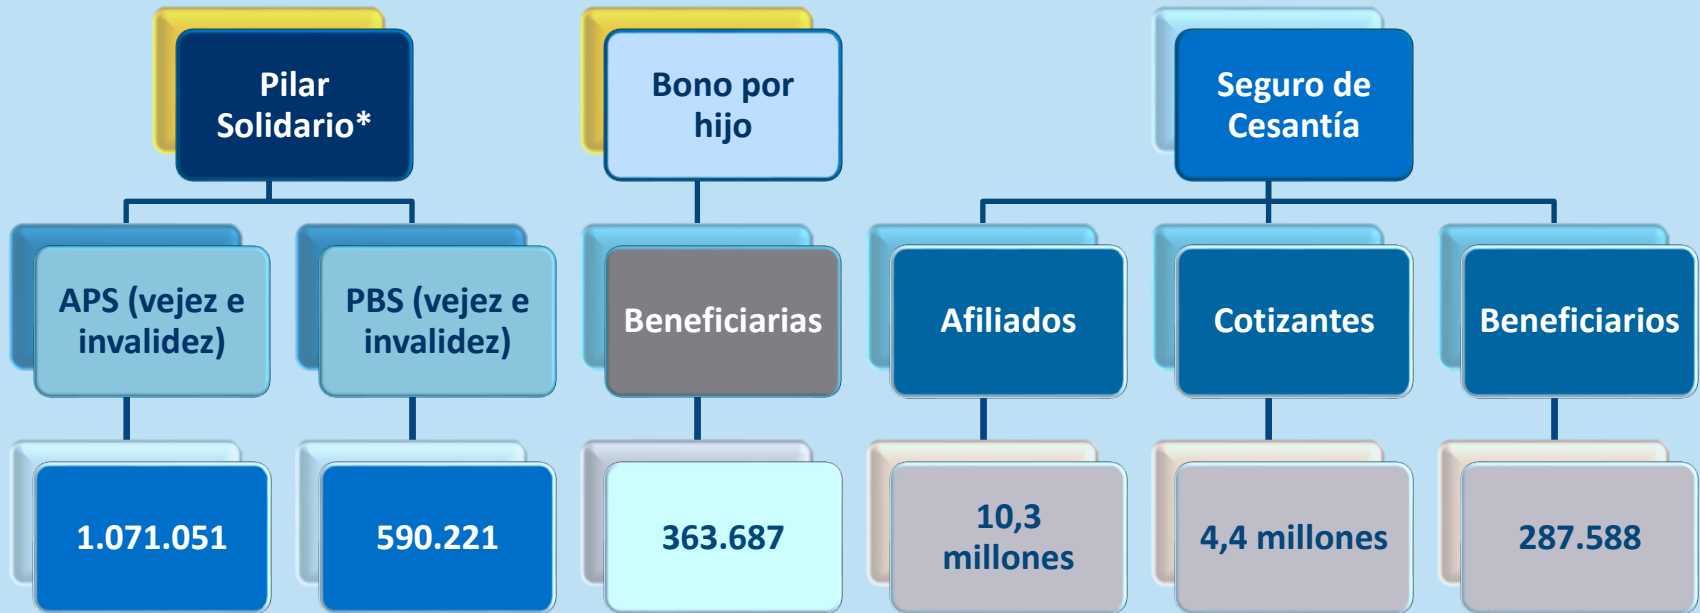 Pilar
Solidario*
Bono por
hijo
Seguro de
Cesantía
APS (vejez e
invalidez)
PBS (vejez e
invalidez)
Beneficiarias
Afiliados
Cotizantes
Beneficiarios
1.071.051
590.221
363.687
10,3
millones
4,4 millones
287.588